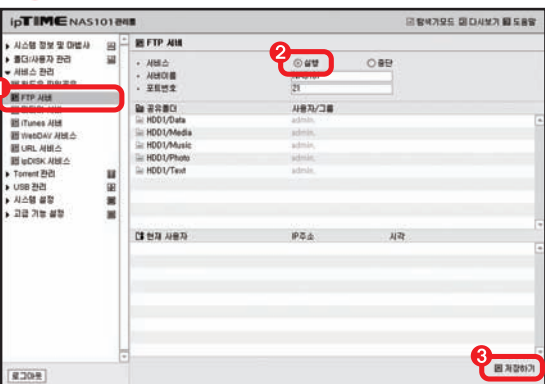 ipTIME NAS101 관리툴
탐색기모드 다시보기 도움말
시스템 정보 및 마법사
폴더/사용자 관리
서비스 관리
FTP 서버
iTunes 서버
WebDAV 서비스
URL 서비스
ipDISK 서비스
Torrent 관리
USB 관리
시스템 설정
고급 기능 설정
로그아웃
1
FTP 서버
2
서비스 실행 중단
서버이름
포트번호 21
공유폴더 사용자/그룹
HDD1/Data admin,
HDD1/Media admin,
HDD1/Music admin,
HDD1/Photo admin,
HDD1/Text admin,
현재 사용자 IP주소 시각
3
저장하기